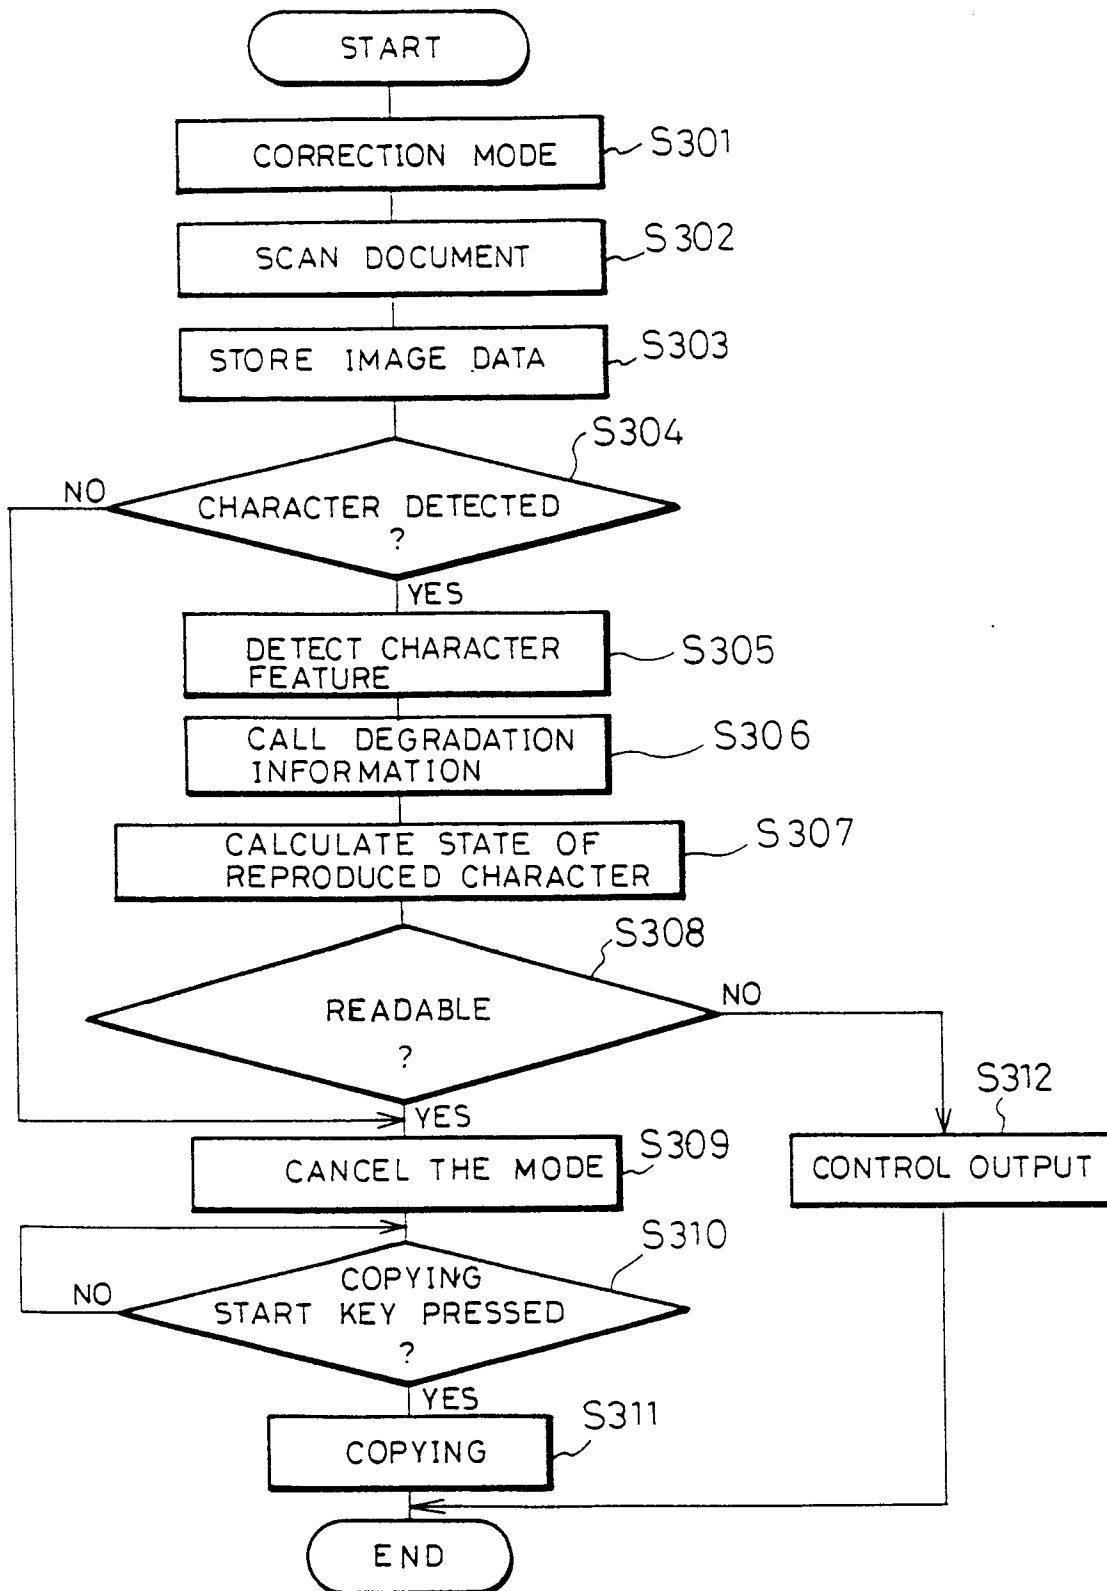 START
CORRECTION MODE
S301
SCAN DOCUMENT
S302
STORE IMAGE DATA
S303
S304
NO
CHARACTER DETECTED
?
YES
DETECT CHARACTER
FEATURE
S305
CALL DEGRADATION
INFORMATION
S306
CALCULATE STATE OF
REPRODUCED CHARACTER
S307
S308
READABLE
?
NO
YES
S312
CONTROL OUTPUT
CANCEL THE MODE
S309
S310
NO
COPYING
START KEY PRESSED
?
YES
S311
COPYING
END